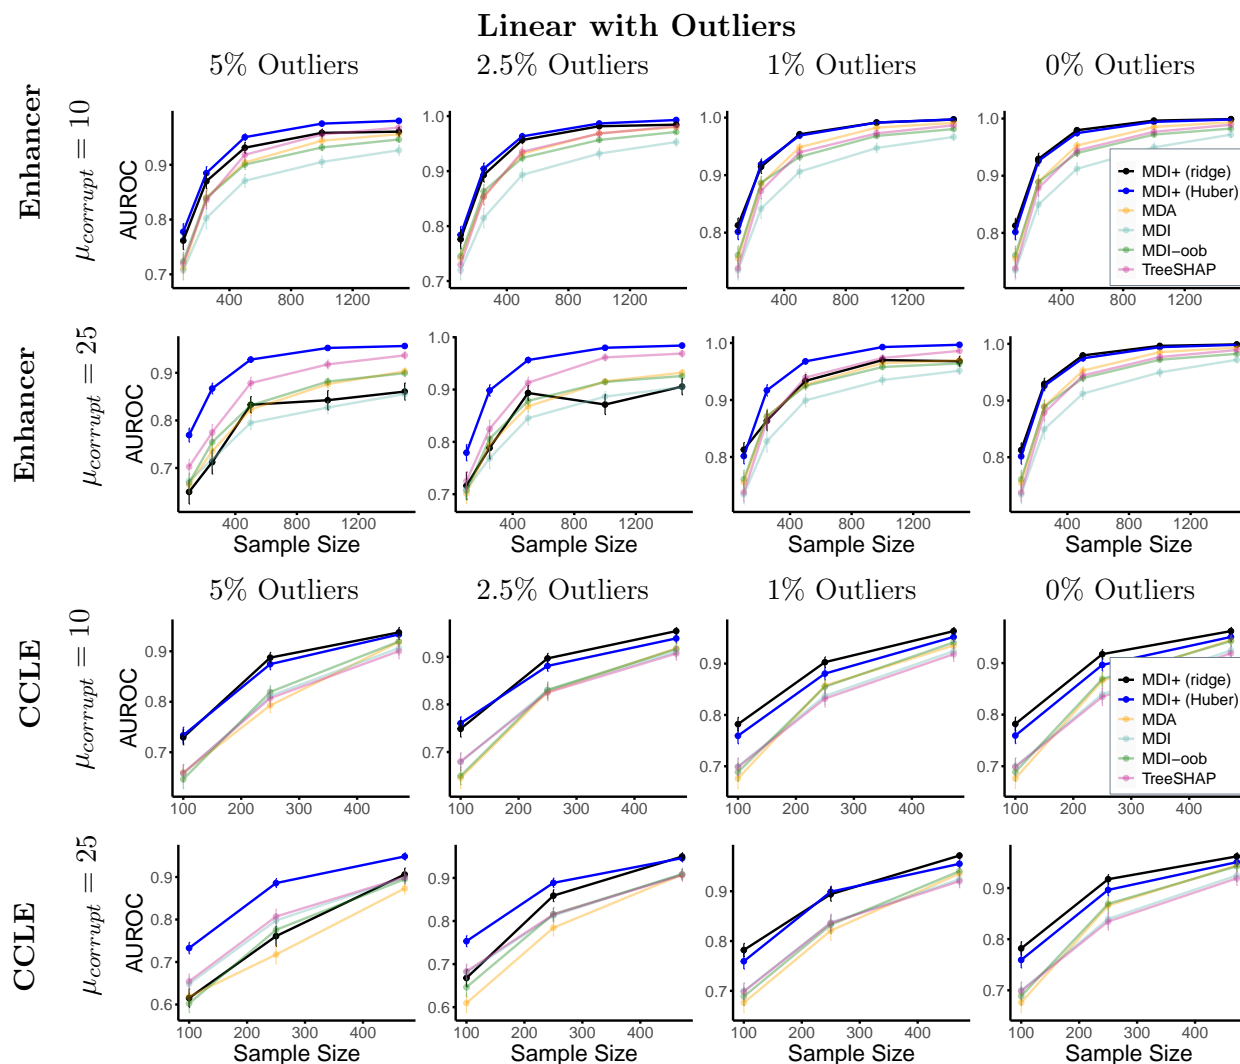 Linear with Outliers
5% Outliers 2.5% Outliers 1% Outliers 0% Outliers
Enhancer
μcorrupt = 10
AUROC
0.9
0.8
0.7
400 800 1200
1.0
0.9
0.8
0.7
400 800 1200
1.0
0.9
0.8
400 800 1200
1.0
0.9
0.8
400 800 1200
MDI+ (ridge)
MDI+ (Huber)
MDA
MDI
MDI−oob
TreeSHAP
Enhancer
μcorrupt = 25
AUROC
0.9
0.8
0.7
400 800 1200
Sample Size
1.0
0.9
0.8
0.7
400 800 1200
Sample Size
1.0
0.9
0.8
400 800 1200
Sample Size
1.0
0.9
0.8
400 800 1200
Sample Size
5% Outliers 2.5% Outliers 1% Outliers 0% Outliers
CCLE
μcorrupt = 10
AUROC
0.9
0.8
0.7
100 200 300 400
0.9
0.8
0.7
100 200 300 400
0.9
0.8
0.7
100 200 300 400
0.9
0.8
0.7
100 200 300 400
MDI+ (ridge)
MDI+ (Huber)
MDA
MDI
MDI−oob
TreeSHAP
CCLE
μcorrupt = 25
AUROC
0.9
0.8
0.7
0.6
100 200 300 400
Sample Size
0.9
0.8
0.7
0.6
100 200 300 400
Sample Size
0.9
0.8
0.7
100 200 300 400
Sample Size
0.9
0.8
0.7
100 200 300 400
Sample Size